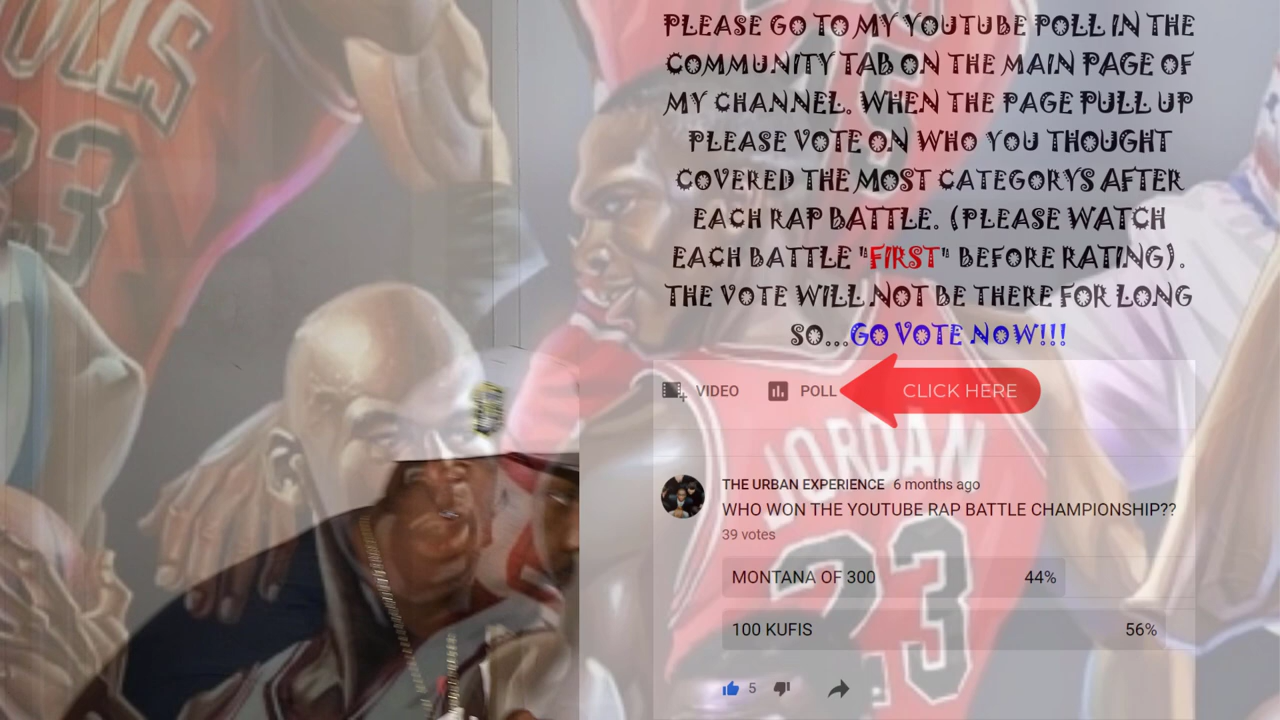 PLEASE GO TO MY YOUTUBE POLL IN THE
COMMUNITY TAB ON THE MAIN PAGE OF
MY CHANNEL. WHEN THE PAGE PULL UP
PLEASE VOTE ON WHO YOU THOUGHT
COVERED THE MOST CATEGORYS AFTER
EACH RAP BATTLE. (PLEASE WATCH
EACH BATTLE "FIRST" BEFORE RATING).
THE VOTE WILL NOT BE THERE FOR LONG
SO...GO VOTE NOW!!!
VIDEO POLL CLICK HERE
JORDAN
THE URBAN EXPERIENCE 6 months ago
WHO WON THE YOUTUBE RAP BATTLE CHAMPIONSHIP??
39 votes
MONTANA OF 300 44%
23
100 KUFIS 56%
5